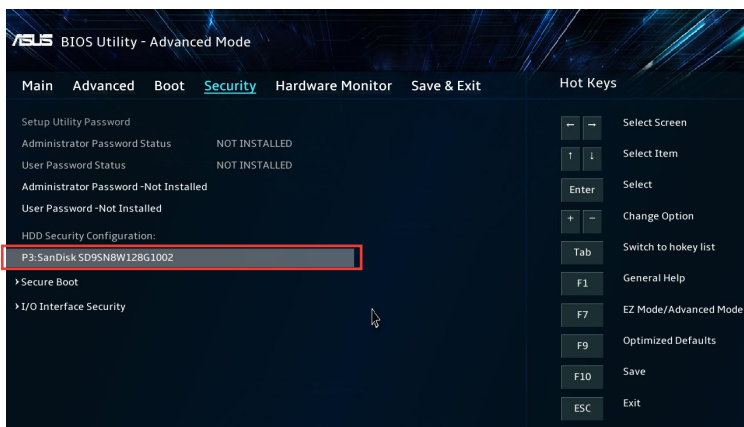 ASUS BIOS Utility - Advanced Mode
Main Advanced Boot Security Hardware Monitor Save & Exit
Setup Utility Password
Administrator Password Status NOT INSTALLED
User Password Status NOT INSTALLED
Administrator Password -Not Installed
User Password -Not Installed
HDD Security Configuration:
P3:SanDisk SD9SN8W128G1002
Secure Boot
I/O Interface Security
Hot Keys
← → Select Screen
↑ ↓ Select Item
Enter Select
+ - Change Option
Tab Switch to hokey list
F1 General Help
F7 EZ Mode/Advanced Mode
F9 Optimized Defaults
F10 Save
ESC Exit